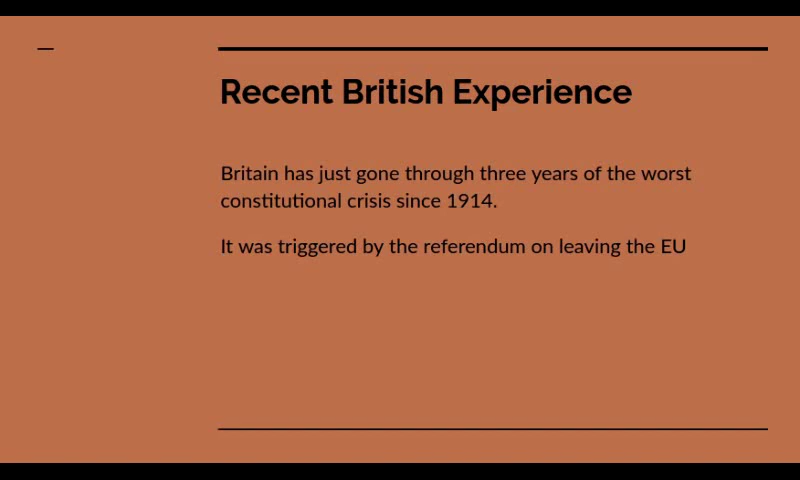 Recent British Experience
Britain has just gone through three years of the worst
constitutional crisis since 1914.
It was triggered by the referendum on leaving the EU